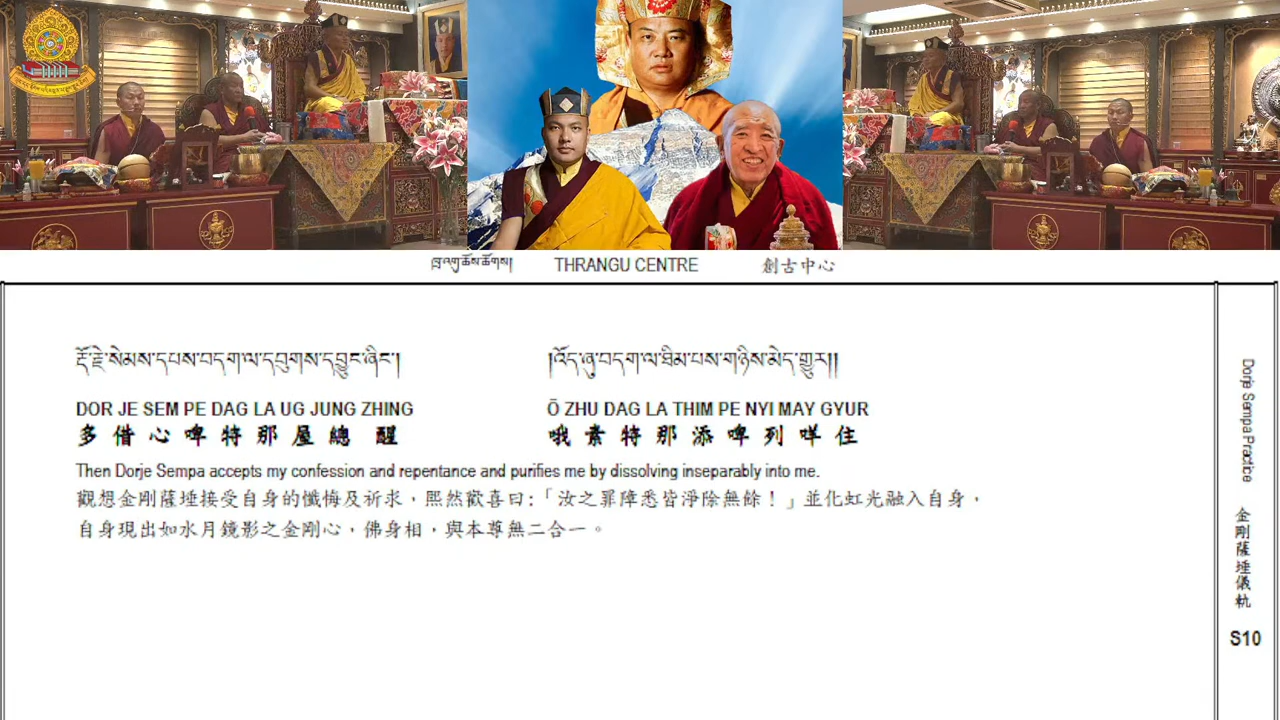 ཁྲ་འགུ་ཆོས་ཚོགས། THRANGU CENTRE 創古中心
རྡོ་རྗེ་སེམས་དཔས་བདག་ལ་དབུགས་དབྱུང་ཞིང་། །འོད་ཞུ་བདག་ལ་ཐིམ་པས་གཉིས་མེད་གྱུར།།
DOR JE SEM PE DAG LA UG JUNG ZHING Ö ZHU DAG LA THIM PE NYI MAY GYUR
多借心啤特那屋總 醒 哦素特那添啤列咩住
Then Dorje Sempa accepts my confession and repentance and purifies me by dissolving inseparably into me.
觀想金剛薩埵接受自身的懺悔及祈求，熙然歡喜曰:「汝之罪障悉皆淨除無餘！」並化虹光融入自身，
自身現出如水月鏡影之金剛心，佛身相，與本尊無二合一。
Dorje Sempa Practice
金剛薩埵儀軌
S10